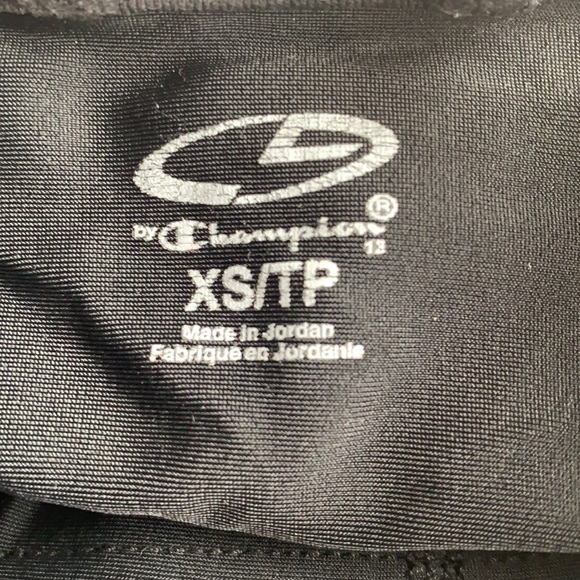 BY Champion®
13
XS/TP
Made in Jordan
Fabriqué en Jordanie